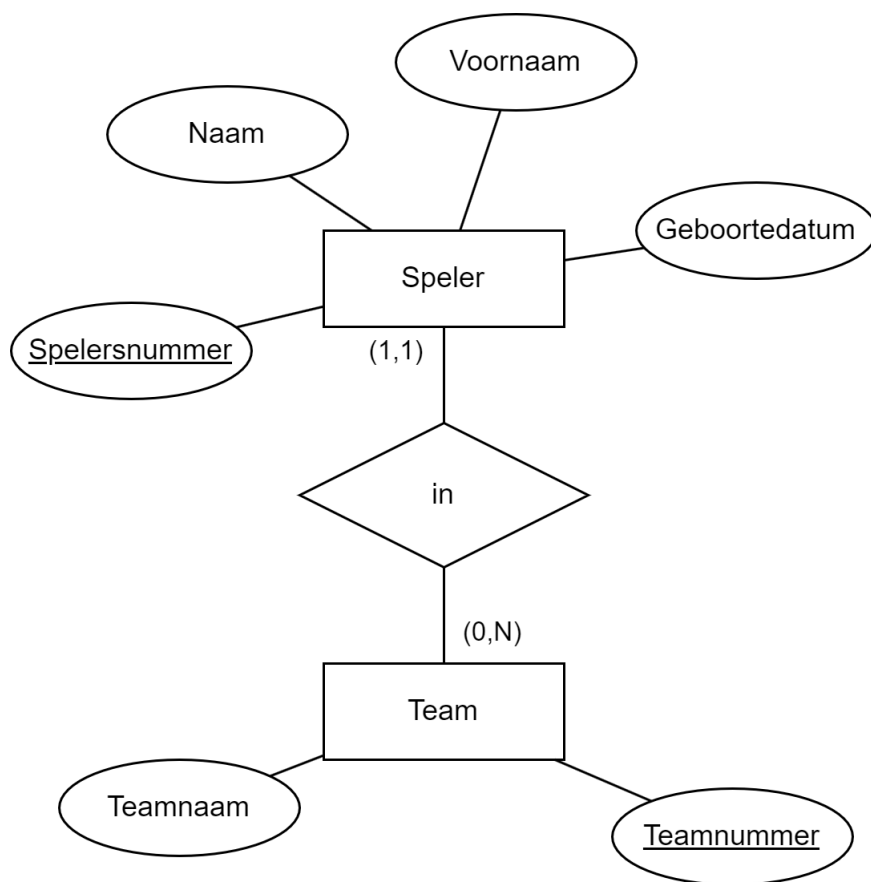 Voornaam
Naam
Geboortedatum
Speler
Spelersnummer
(1,1)
in
(0,N)
Team
Teamnaam
Teamnummer